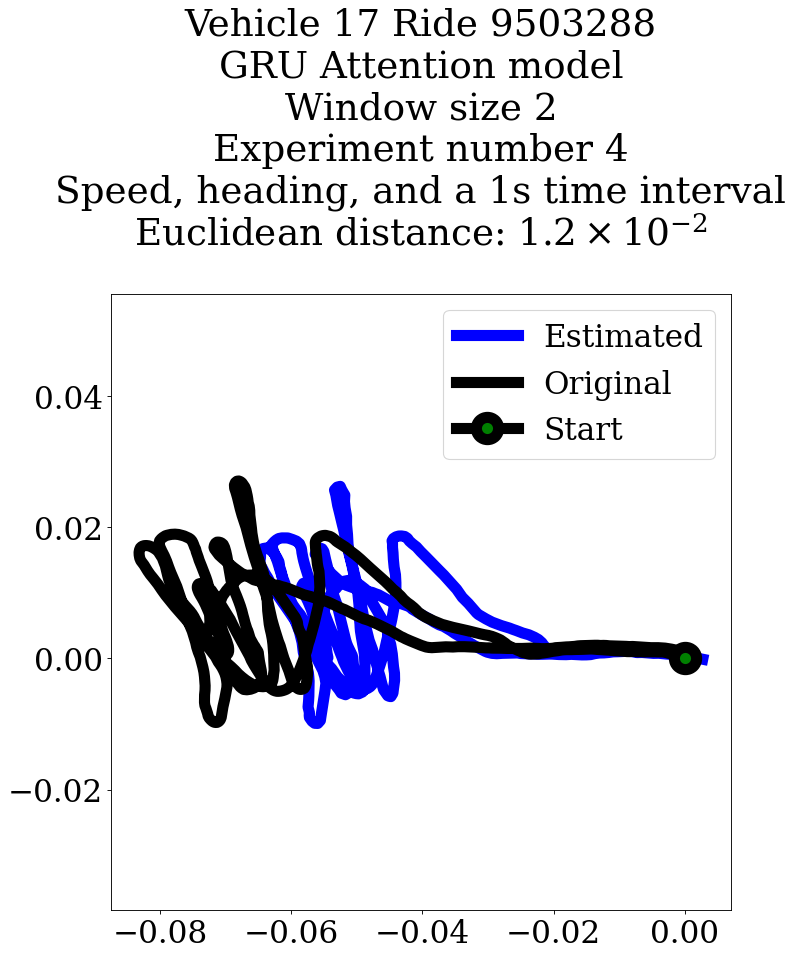 Vehicle 17 Ride 9503288
GRU Attention model
Window size 2
Experiment number 4
Speed, heading, and a 1s time interval
Euclidean distance: 1.2 × 10⁻²
Estimated
Original
Start
0.04
0.02
0.00
−0.02
−0.08 −0.06 −0.04 −0.02 0.00